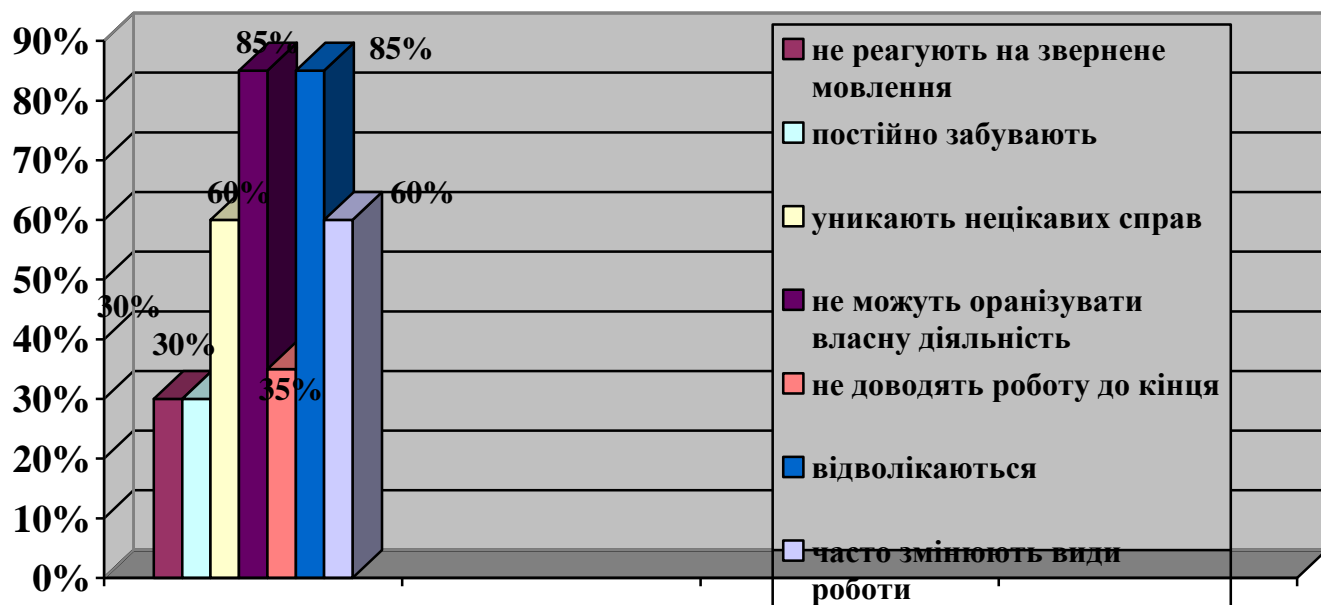 90%
80%
70%
60%
50%
40%
30%
20%
10%
0%
30%
30%
60%
85%
35%
85%
60%
не реагують на звернене
мовлення
постійно забувають
уникають нецікавих справ
не можуть оранізувати
власну діяльність
не доводять роботу до кінця
відволікаються
часто змінюють види
роботи